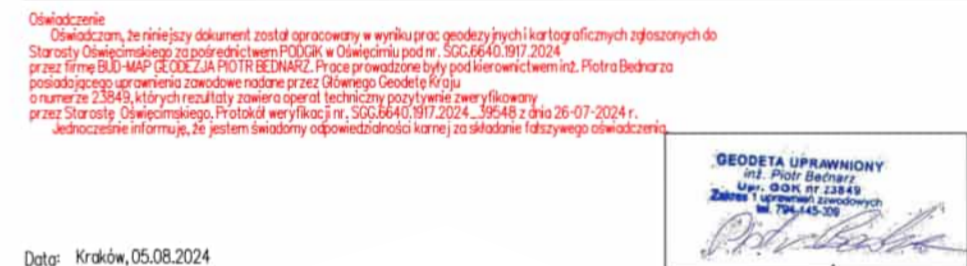 Oświadczenie
Oświadczam, że niniejszy dokument został opracowany w wyniku prac geodezyjnych i kartograficznych zgłoszonych do
Starosty Oświęcimskiego za pośrednictwem PODGiK w Oświęcimiu pod nr. SGG.6640.1917.2024
przez firmę BUD-MAP GEODEZJA PIOTR BEDNARZ. Prace prowadzone były pod kierownictwem inż. Piotra Bednarza
posiadającego uprawnienia zawodowe nadane przez Głównego Geodetę Kraju
o numerze 23849, których rezultaty zawiera operat techniczny pozytywnie zweryfikowany
przez Starostę Oświęcimskiego, Protokół weryfikacji nr. SGG.6640.1917.2024_39548 z dnia 26-07-2024 r.
Jednocześnie informuję, że jestem świadomy odpowiedzialności karnej za składanie fałszywego oświadczenia.
GEODETA UPRAWNIONY
inż. Piotr Bednarz
Upr. GGK nr 23849
Zakres 1 uprawnień zawodowych
tel. 794-145-309
Data: Kraków, 05.08.2024